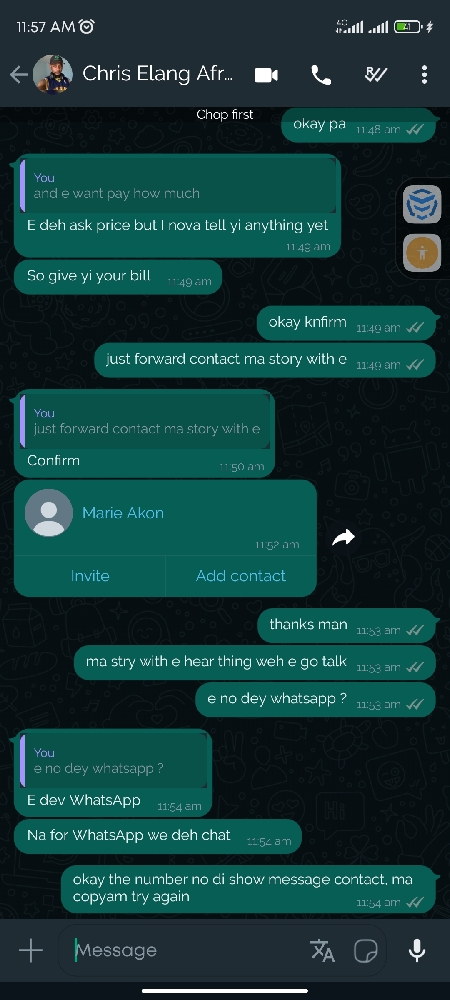 11:57 AM
4G
41
Chris Elang Afr...
Chop first
okay pa 11:48 am
You
and e want pay how much
E deh ask price but I nova tell yi anything yet
11:49 am
So give yi your bill 11:49 am
okay knfirm 11:49 am
just forward contact ma story with e 11:49 am
You
just forward contact ma story with e
Confirm 11:50 am
Marie Akon
11:52 am
Invite Add contact
thanks man 11:53 am
ma stry with e hear thing weh e go talk 11:53 am
e no dey whatsapp ? 11:53 am
You
e no dey whatsapp ?
E dev WhatsApp 11:54 am
Na for WhatsApp we deh chat 11:54 am
okay the number no di show message contact, ma
copyam try again 11:54 am
Message